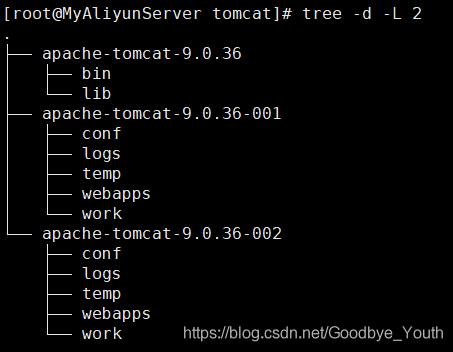 [root@MyAliyunServer tomcat]# tree -d -L 2
.
├── apache-tomcat-9.0.36
│   ├── bin
│   └── lib
├── apache-tomcat-9.0.36-001
│   ├── conf
│   ├── logs
│   ├── temp
│   ├── webapps
│   └── work
└── apache-tomcat-9.0.36-002
    ├── conf
    ├── logs
    ├── temp
    ├── webapps
    └── work https://blog.csdn.net/Goodbye_Youth